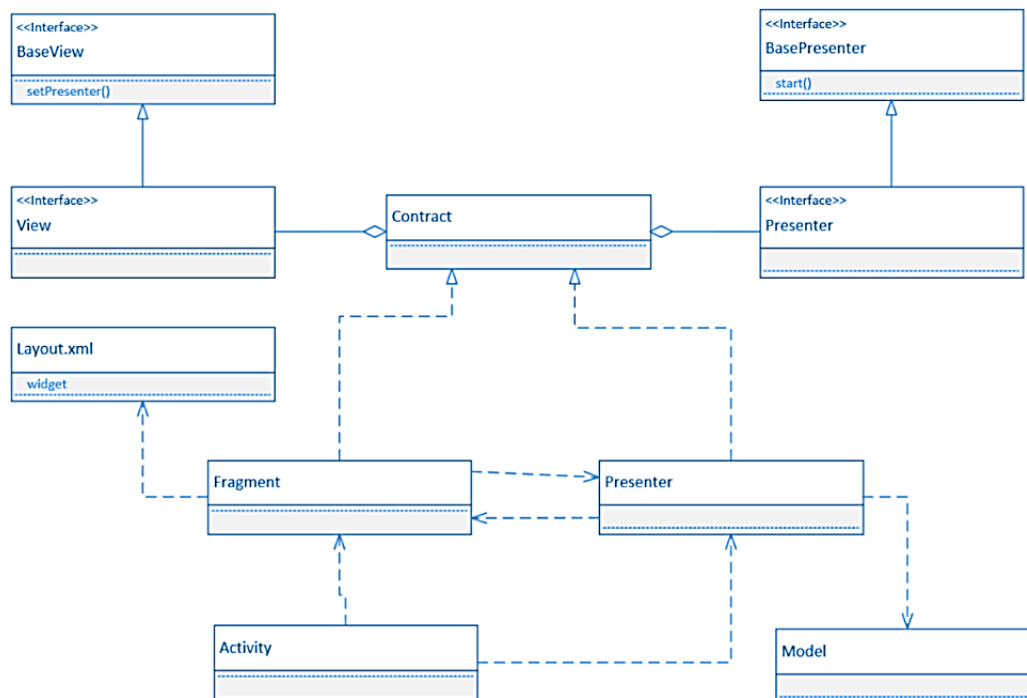 <<Interface>>
BaseView
setPresenter()
<<Interface>>
BasePresenter
start()
<<Interface>>
View
Contract
<<Interface>>
Presenter
Layout.xml
widget
Fragment
Presenter
Activity
Model